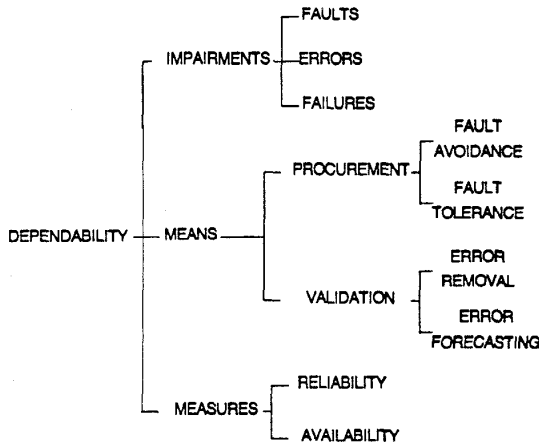 FAULTS
IMPAIRMENTS
ERRORS
FAILURES
FAULT
AVOIDANCE
PROCUREMENT
FAULT
TOLERANCE
DEPENDABILITY
MEANS
ERROR
REMOVAL
VALIDATION
ERROR
FORECASTING
RELIABILITY
MEASURES
AVAILABILITY